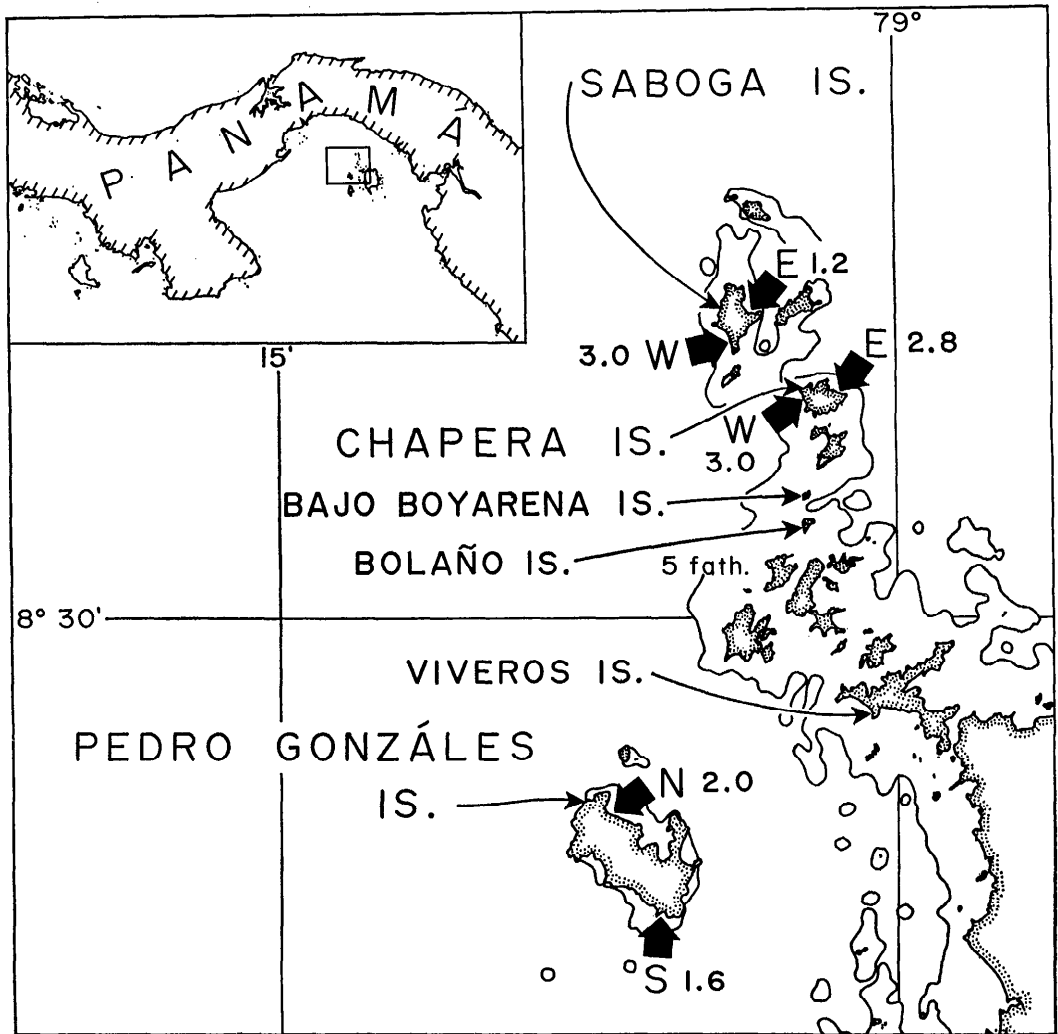 79°
SABOGA IS.
PANAMA
E 1.2
15'
3.0 W
E 2.8
CHAPERA IS.
W
3.0
BAJO BOYARENA IS.
BOLAÑO IS.
5 fath.
8° 30'
VIVEROS IS.
PEDRO GONZÁLES
IS.
N 2.0
S 1.6